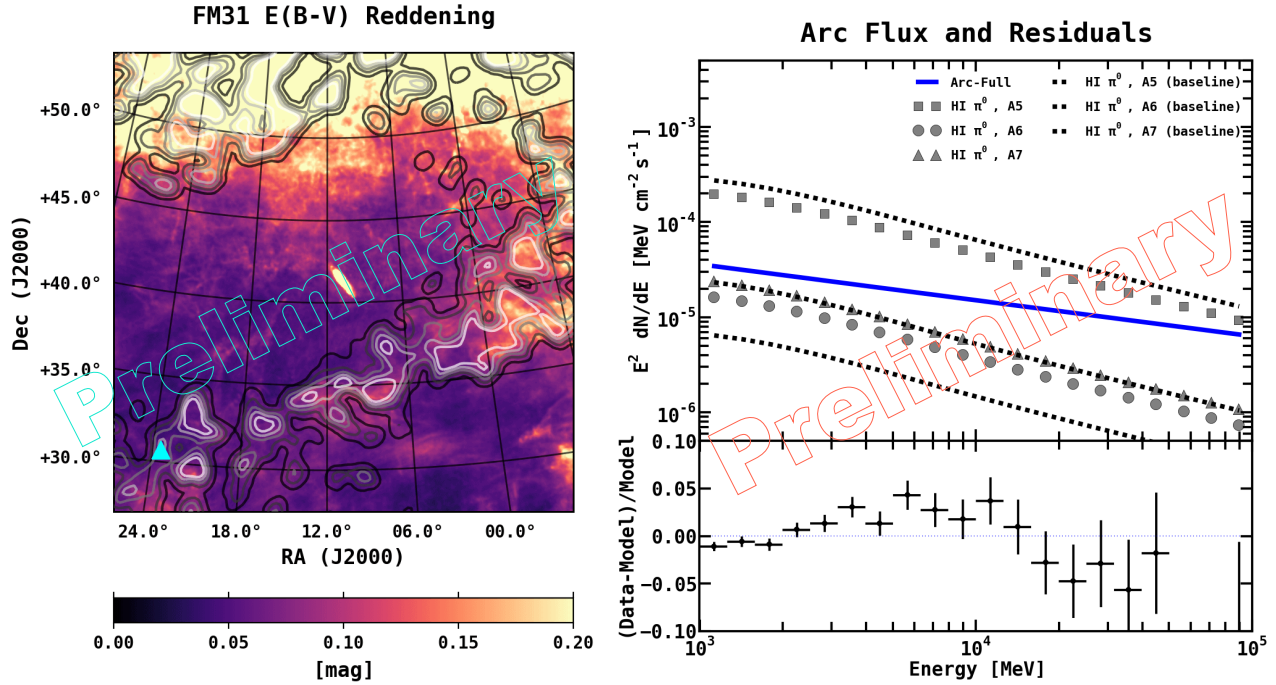 FM31 E(B-V) Reddening
+50.0°
+45.0°
+40.0°
+35.0°
+30.0°
Dec (J2000)
24.0°
18.0°
12.0°
06.0°
00.0°
RA (J2000)
Preliminary
0.00
0.05
0.10
0.15
0.20
[mag]
Arc Flux and Residuals
Arc-Full
HI π⁰, A5
HI π⁰, A6
HI π⁰, A7
HI π⁰, A5 (baseline)
HI π⁰, A6 (baseline)
HI π⁰, A7 (baseline)
10⁻³
10⁻⁴
10⁻⁵
10⁻⁶
E² dN/dE [MeV cm⁻²s⁻¹]
Preliminary
0.10
0.05
0.00
−0.05
−0.10
(Data-Model)/Model
10³
10⁴
10⁵
Energy [MeV]